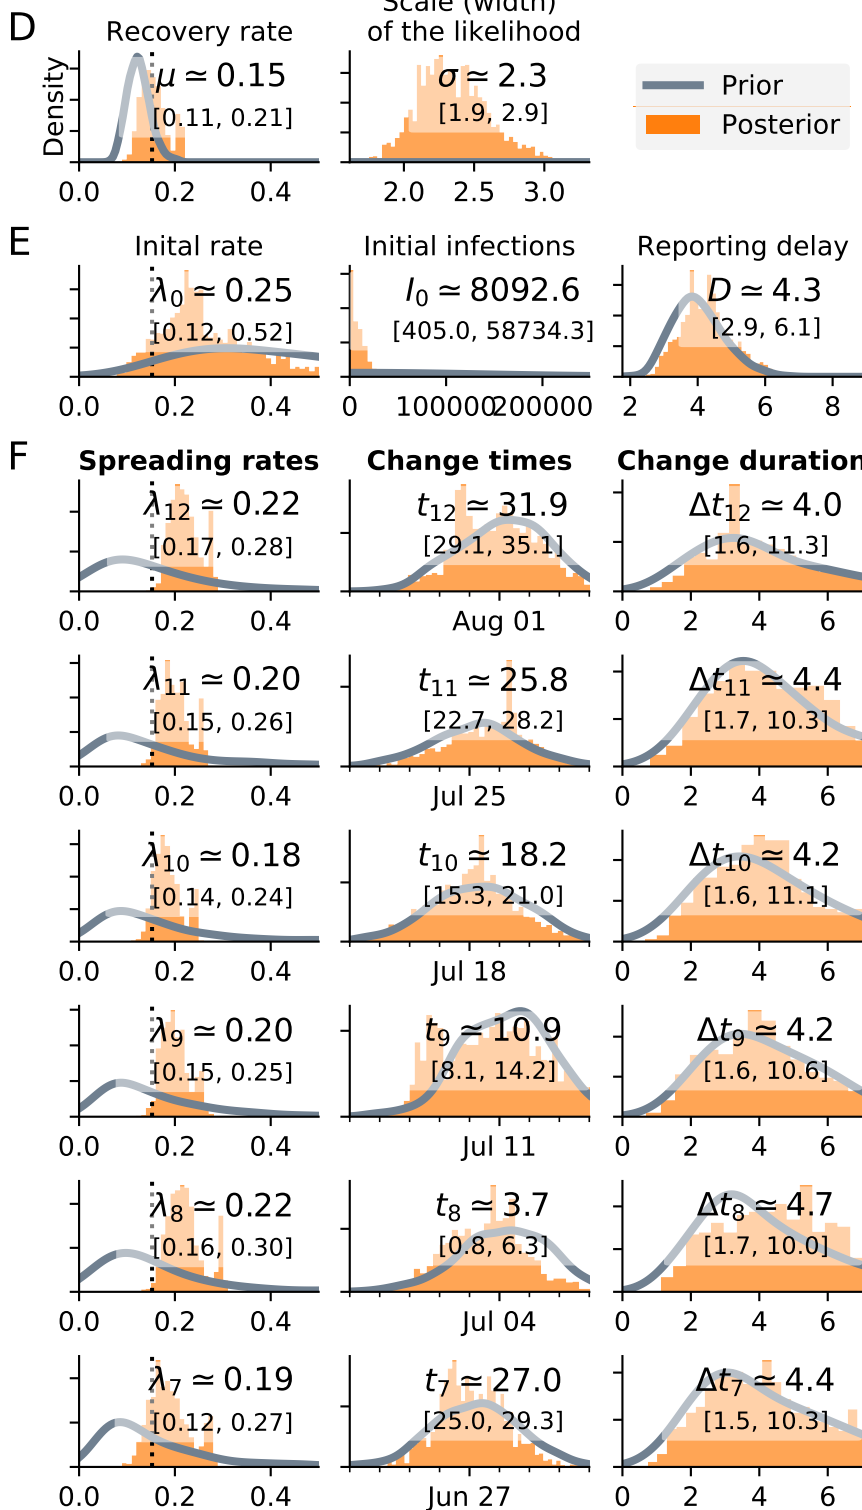 D
Scale (width)
Recovery rate
of the likelihood
Density
μ ≃ 0.15
[0.11, 0.21]
σ ≃ 2.3
[1.9, 2.9]
Prior
Posterior
0.0 0.2 0.4
2.0 2.5 3.0
E
Inital rate
Initial infections
Reporting delay
λ0 ≃ 0.25
[0.12, 0.52]
I0 ≃ 8092.6
[405.0, 58734.3]
D ≃ 4.3
[2.9, 6.1]
0.0 0.2 0.4
0 100000 200000
2 4 6 8
F
Spreading rates
Change times
Change duration
λ12 ≃ 0.22
[0.17, 0.28]
t12 ≃ 31.9
[29.1, 35.1]
Δt12 ≃ 4.0
[1.6, 11.3]
0.0 0.2 0.4
Aug 01
0 2 4 6
λ11 ≃ 0.20
[0.15, 0.26]
t11 ≃ 25.8
[22.7, 28.2]
Δt11 ≃ 4.4
[1.7, 10.3]
0.0 0.2 0.4
Jul 25
0 2 4 6
λ10 ≃ 0.18
[0.14, 0.24]
t10 ≃ 18.2
[15.3, 21.0]
Δt10 ≃ 4.2
[1.6, 11.1]
0.0 0.2 0.4
Jul 18
0 2 4 6
λ9 ≃ 0.20
[0.15, 0.25]
t9 ≃ 10.9
[8.1, 14.2]
Δt9 ≃ 4.2
[1.6, 10.6]
0.0 0.2 0.4
Jul 11
0 2 4 6
λ8 ≃ 0.22
[0.16, 0.30]
t8 ≃ 3.7
[0.8, 6.3]
Δt8 ≃ 4.7
[1.7, 10.0]
0.0 0.2 0.4
Jul 04
0 2 4 6
λ7 ≃ 0.19
[0.12, 0.27]
t7 ≃ 27.0
[25.0, 29.3]
Δt7 ≃ 4.4
[1.5, 10.3]
0.0 0.2 0.4
Jun 27
0 2 4 6